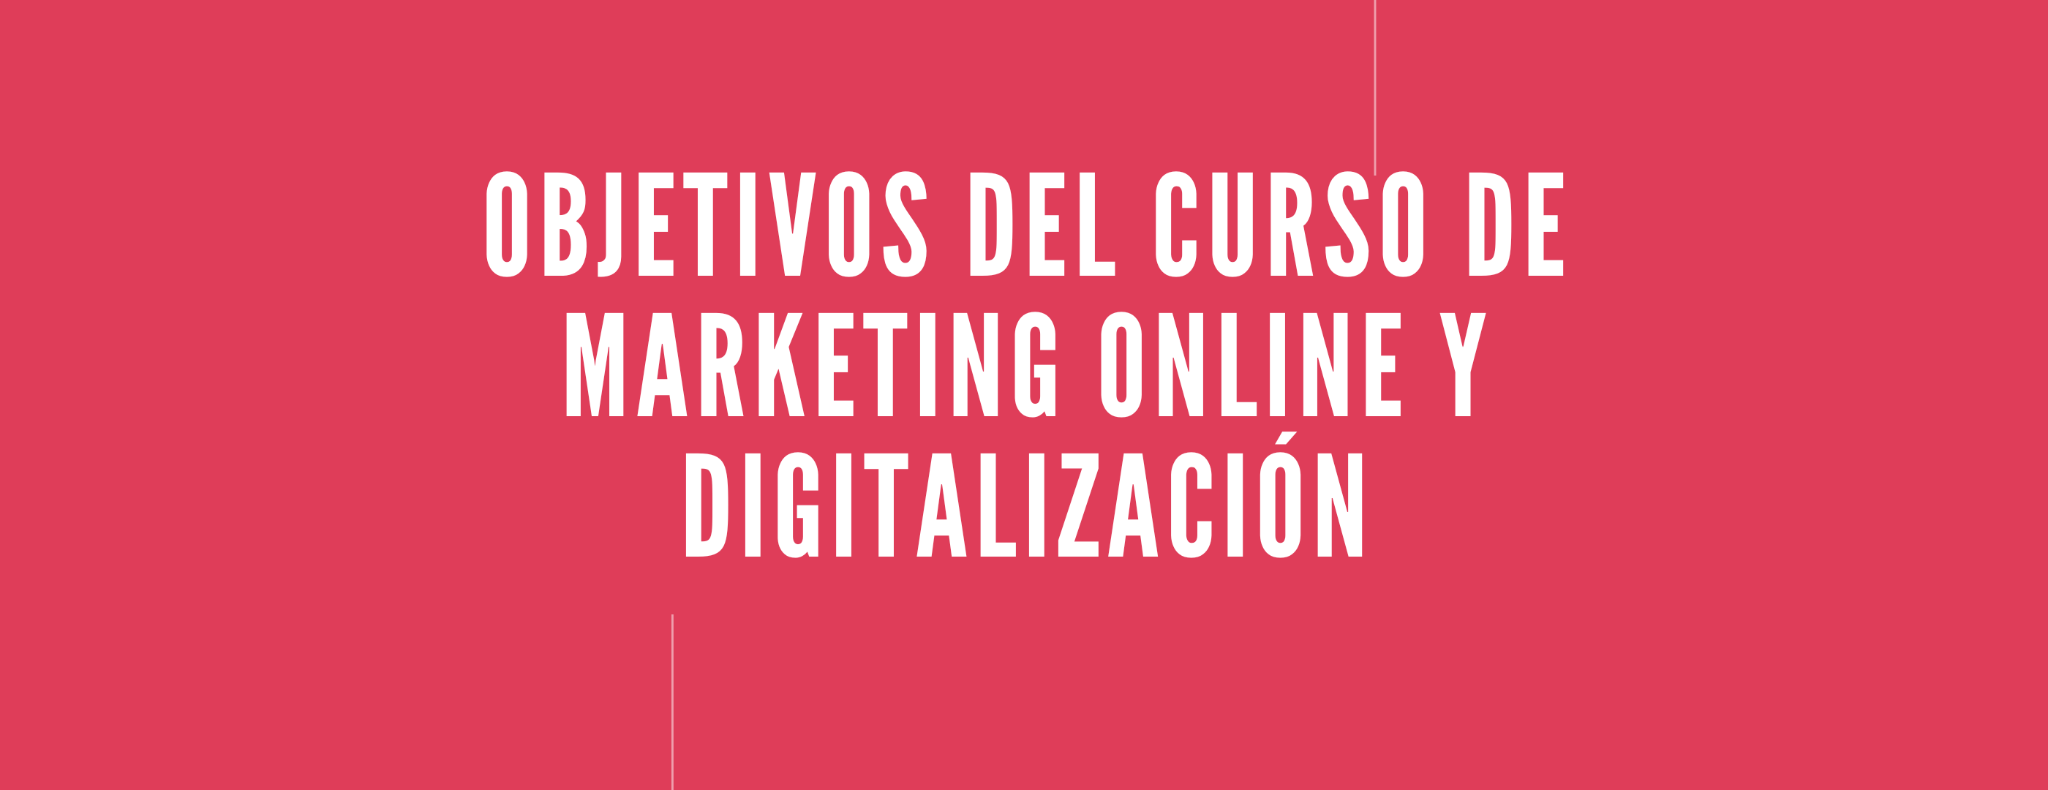 OBJETIVOS DEL CURSO DE
MARKETING ONLINE Y
DIGITALIZACIÓN